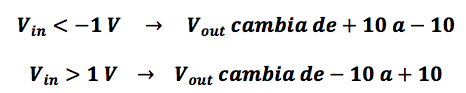 V_in < −1 V → V_out cambia de + 10 a − 10
V_in > 1 V → V_out cambia de − 10 a + 10